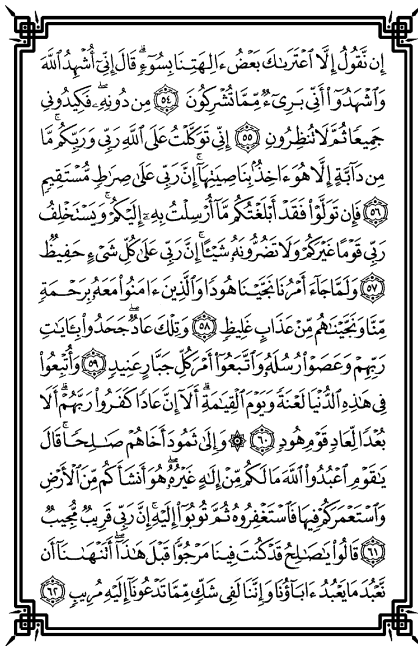 إِن نَّقُولُ إِلَّا ٱعْتَرَىٰكَ بَعْضُ ءَالِهَتِنَا بِسُوٓءٍۗ قَالَ إِنِّىٓ أُشْهِدُ ٱللَّهَ
وَٱشْهَدُوٓا۟ أَنِّى بَرِىٓءٌ مِّمَّا تُشْرِكُونَ ٥٤ مِن دُونِهِۦۖ فَكِيدُونِى
جَمِيعًا ثُمَّ لَا تُنظِرُونِ ٥٥ إِنِّى تَوَكَّلْتُ عَلَى ٱللَّهِ رَبِّى وَرَبِّكُمۚ مَّا
مِن دَآبَّةٍ إِلَّا هُوَ ءَاخِذٌۢ بِنَاصِيَتِهَآۚ إِنَّ رَبِّى عَلَىٰ صِرَٰطٍ مُّسْتَقِيمٍ
٥٦ فَإِن تَوَلَّوْا۟ فَقَدْ أَبْلَغْتُكُم مَّآ أُرْسِلْتُ بِهِۦٓ إِلَيْكُمْۚ وَيَسْتَخْلِفُ
رَبِّى قَوْمًا غَيْرَكُمْ وَلَا تَضُرُّونَهُۥ شَيْـًٔاۚ إِنَّ رَبِّى عَلَىٰ كُلِّ شَىْءٍ حَفِيظٌ
٥٧ وَلَمَّا جَآءَ أَمْرُنَا نَجَّيْنَا هُودًا وَٱلَّذِينَ ءَامَنُوا۟ مَعَهُۥ بِرَحْمَةٍ
مِّنَّا وَنَجَّيْنَٰهُم مِّنْ عَذَابٍ غَلِيظٍ ٥٨ وَتِلْكَ عَادٌۖ جَحَدُوا۟ بِـَٔايَٰتِ
رَبِّهِمْ وَعَصَوْا۟ رُسُلَهُۥ وَٱتَّبَعُوٓا۟ أَمْرَ كُلِّ جَبَّارٍ عَنِيدٍ ٥٩ وَأُتْبِعُوا۟
فِى هَٰذِهِ ٱلدُّنْيَا لَعْنَةً وَيَوْمَ ٱلْقِيَٰمَةِۗ أَلَآ إِنَّ عَادًا كَفَرُوا۟ رَبَّهُمْۗ أَلَا
بُعْدًا لِّعَادٍ قَوْمِ هُودٍ ٦٠ ۞ وَإِلَىٰ ثَمُودَ أَخَاهُمْ صَٰلِحًاۚ قَالَ
يَٰقَوْمِ ٱعْبُدُوا۟ ٱللَّهَ مَا لَكُم مِّنْ إِلَٰهٍ غَيْرُهُۥۖ هُوَ أَنشَأَكُم مِّنَ ٱلْأَرْضِ
وَٱسْتَعْمَرَكُمْ فِيهَا فَٱسْتَغْفِرُوهُ ثُمَّ تُوبُوٓا۟ إِلَيْهِۚ إِنَّ رَبِّى قَرِيبٌ مُّجِيبٌ
٦١ قَالُوا۟ يَٰصَٰلِحُ قَدْ كُنتَ فِينَا مَرْجُوًّا قَبْلَ هَٰذَآۖ أَتَنْهَىٰنَآ أَن
نَّعْبُدَ مَا يَعْبُدُ ءَابَآؤُنَا وَإِنَّنَا لَفِى شَكٍّ مِّمَّا تَدْعُونَآ إِلَيْهِ مُرِيبٍ ٦٢